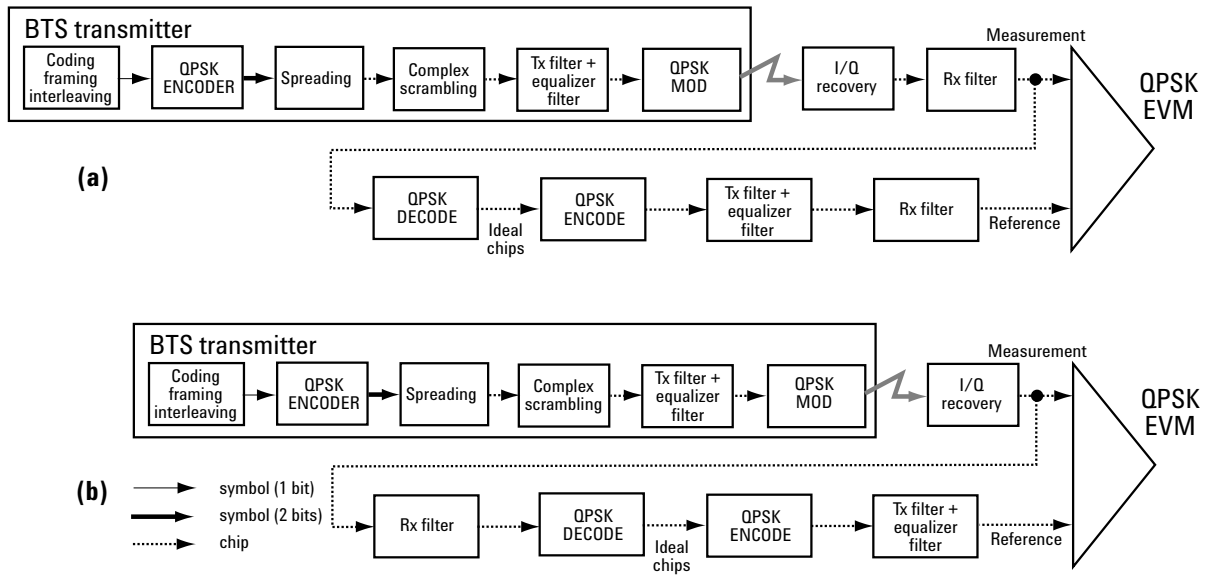 BTS transmitter
Coding
framing
interleaving
QPSK
ENCODER
Spreading
Complex
scrambling
Tx filter +
equalizer
filter
QPSK
MOD
I/Q
recovery
Rx filter
Measurement
QPSK
EVM
(a)
QPSK
DECODE
Ideal
chips
QPSK
ENCODE
Tx filter +
equalizer
filter
Rx filter
Reference
BTS transmitter
Coding
framing
interleaving
QPSK
ENCODER
Spreading
Complex
scrambling
Tx filter +
equalizer
filter
QPSK
MOD
I/Q
recovery
Measurement
QPSK
EVM
(b)
symbol (1 bit)
symbol (2 bits)
chip
Rx filter
QPSK
DECODE
Ideal
chips
QPSK
ENCODE
Tx filter +
equalizer
filter
Reference